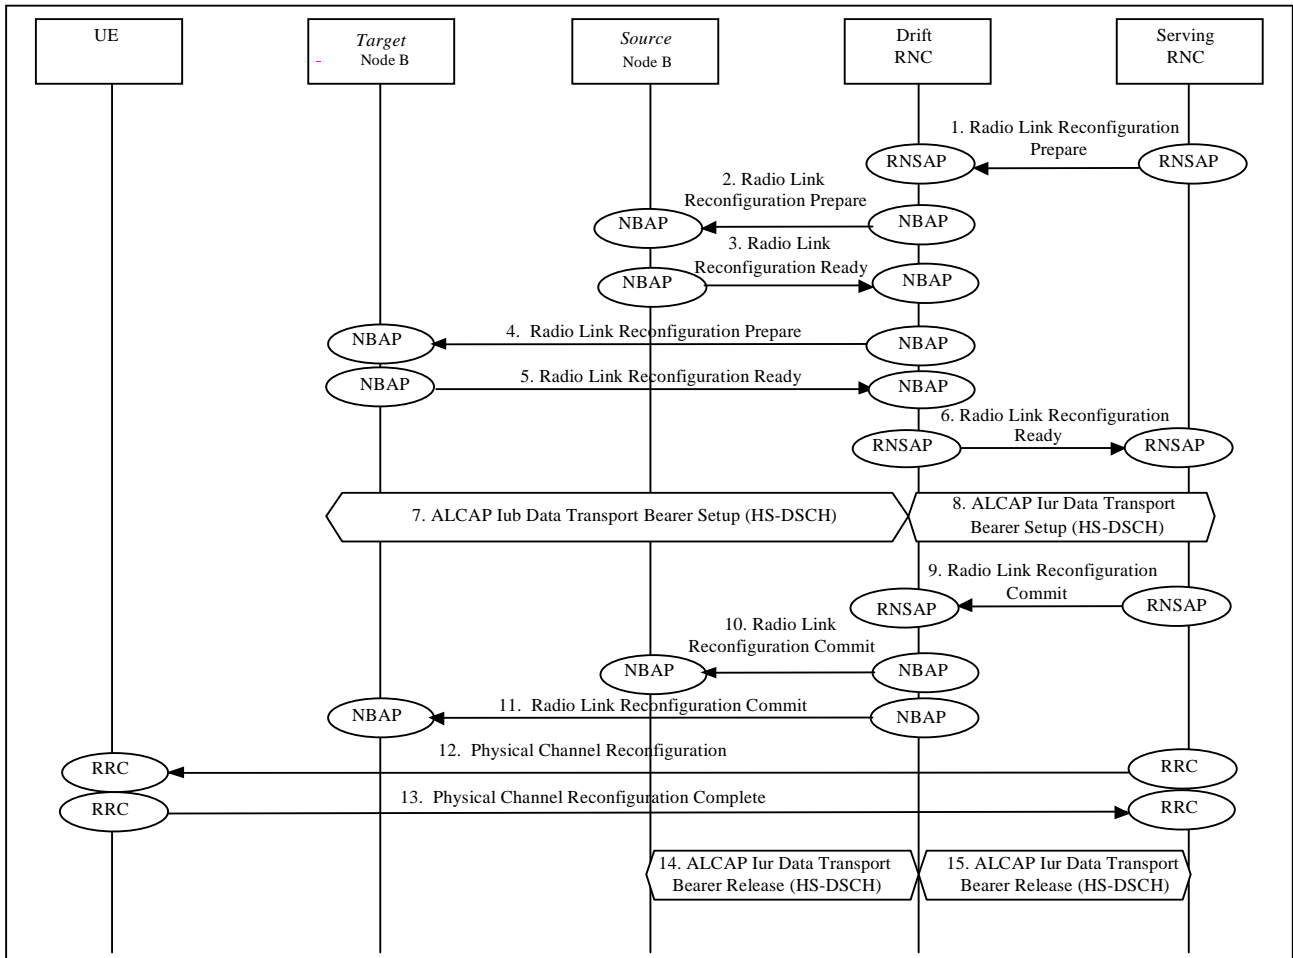 UE
Target
Node B
Source
Node B
Drift
RNC
Serving
RNC
1. Radio Link Reconfiguration
Prepare
RNSAP
RNSAP
2. Radio Link
Reconfiguration Prepare
NBAP
NBAP
3. Radio Link
Reconfiguration Ready
NBAP
NBAP
4. Radio Link Reconfiguration Prepare
NBAP
NBAP
5. Radio Link Reconfiguration Ready
NBAP
NBAP
6. Radio Link Reconfiguration
Ready
RNSAP
RNSAP
7. ALCAP Iub Data Transport Bearer Setup (HS-DSCH)
8. ALCAP Iur Data Transport
Bearer Setup (HS-DSCH)
9. Radio Link Reconfiguration
Commit
RNSAP
RNSAP
10. Radio Link
Reconfiguration Commit
NBAP
NBAP
11. Radio Link Reconfiguration Commit
NBAP
NBAP
12. Physical Channel Reconfiguration
RRC
RRC
13. Physical Channel Reconfiguration Complete
RRC
RRC
14. ALCAP Iur Data Transport
Bearer Release (HS-DSCH)
15. ALCAP Iur Data Transport
Bearer Release (HS-DSCH)